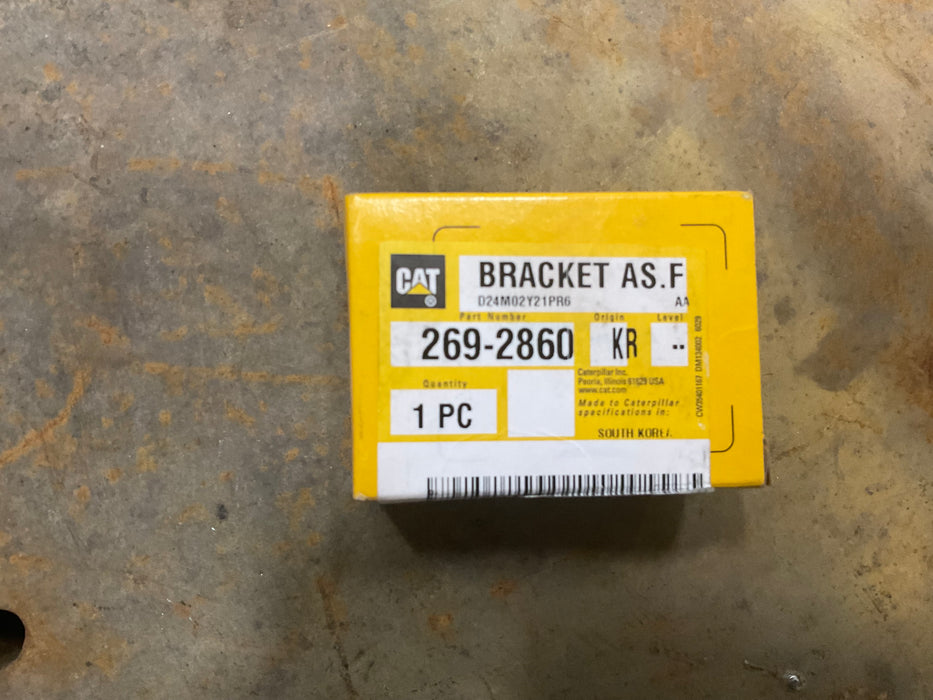 CAT
®
BRACKET AS.F
D24M02Y21PR6 AA
Part Number Origin Level
269-2860 KR --
Caterpillar Inc.
Peoria, Illinois 61629 USA
www.cat.com
Quantity
1 PC
Made to Caterpillar
specifications in:
SOUTH KOREA